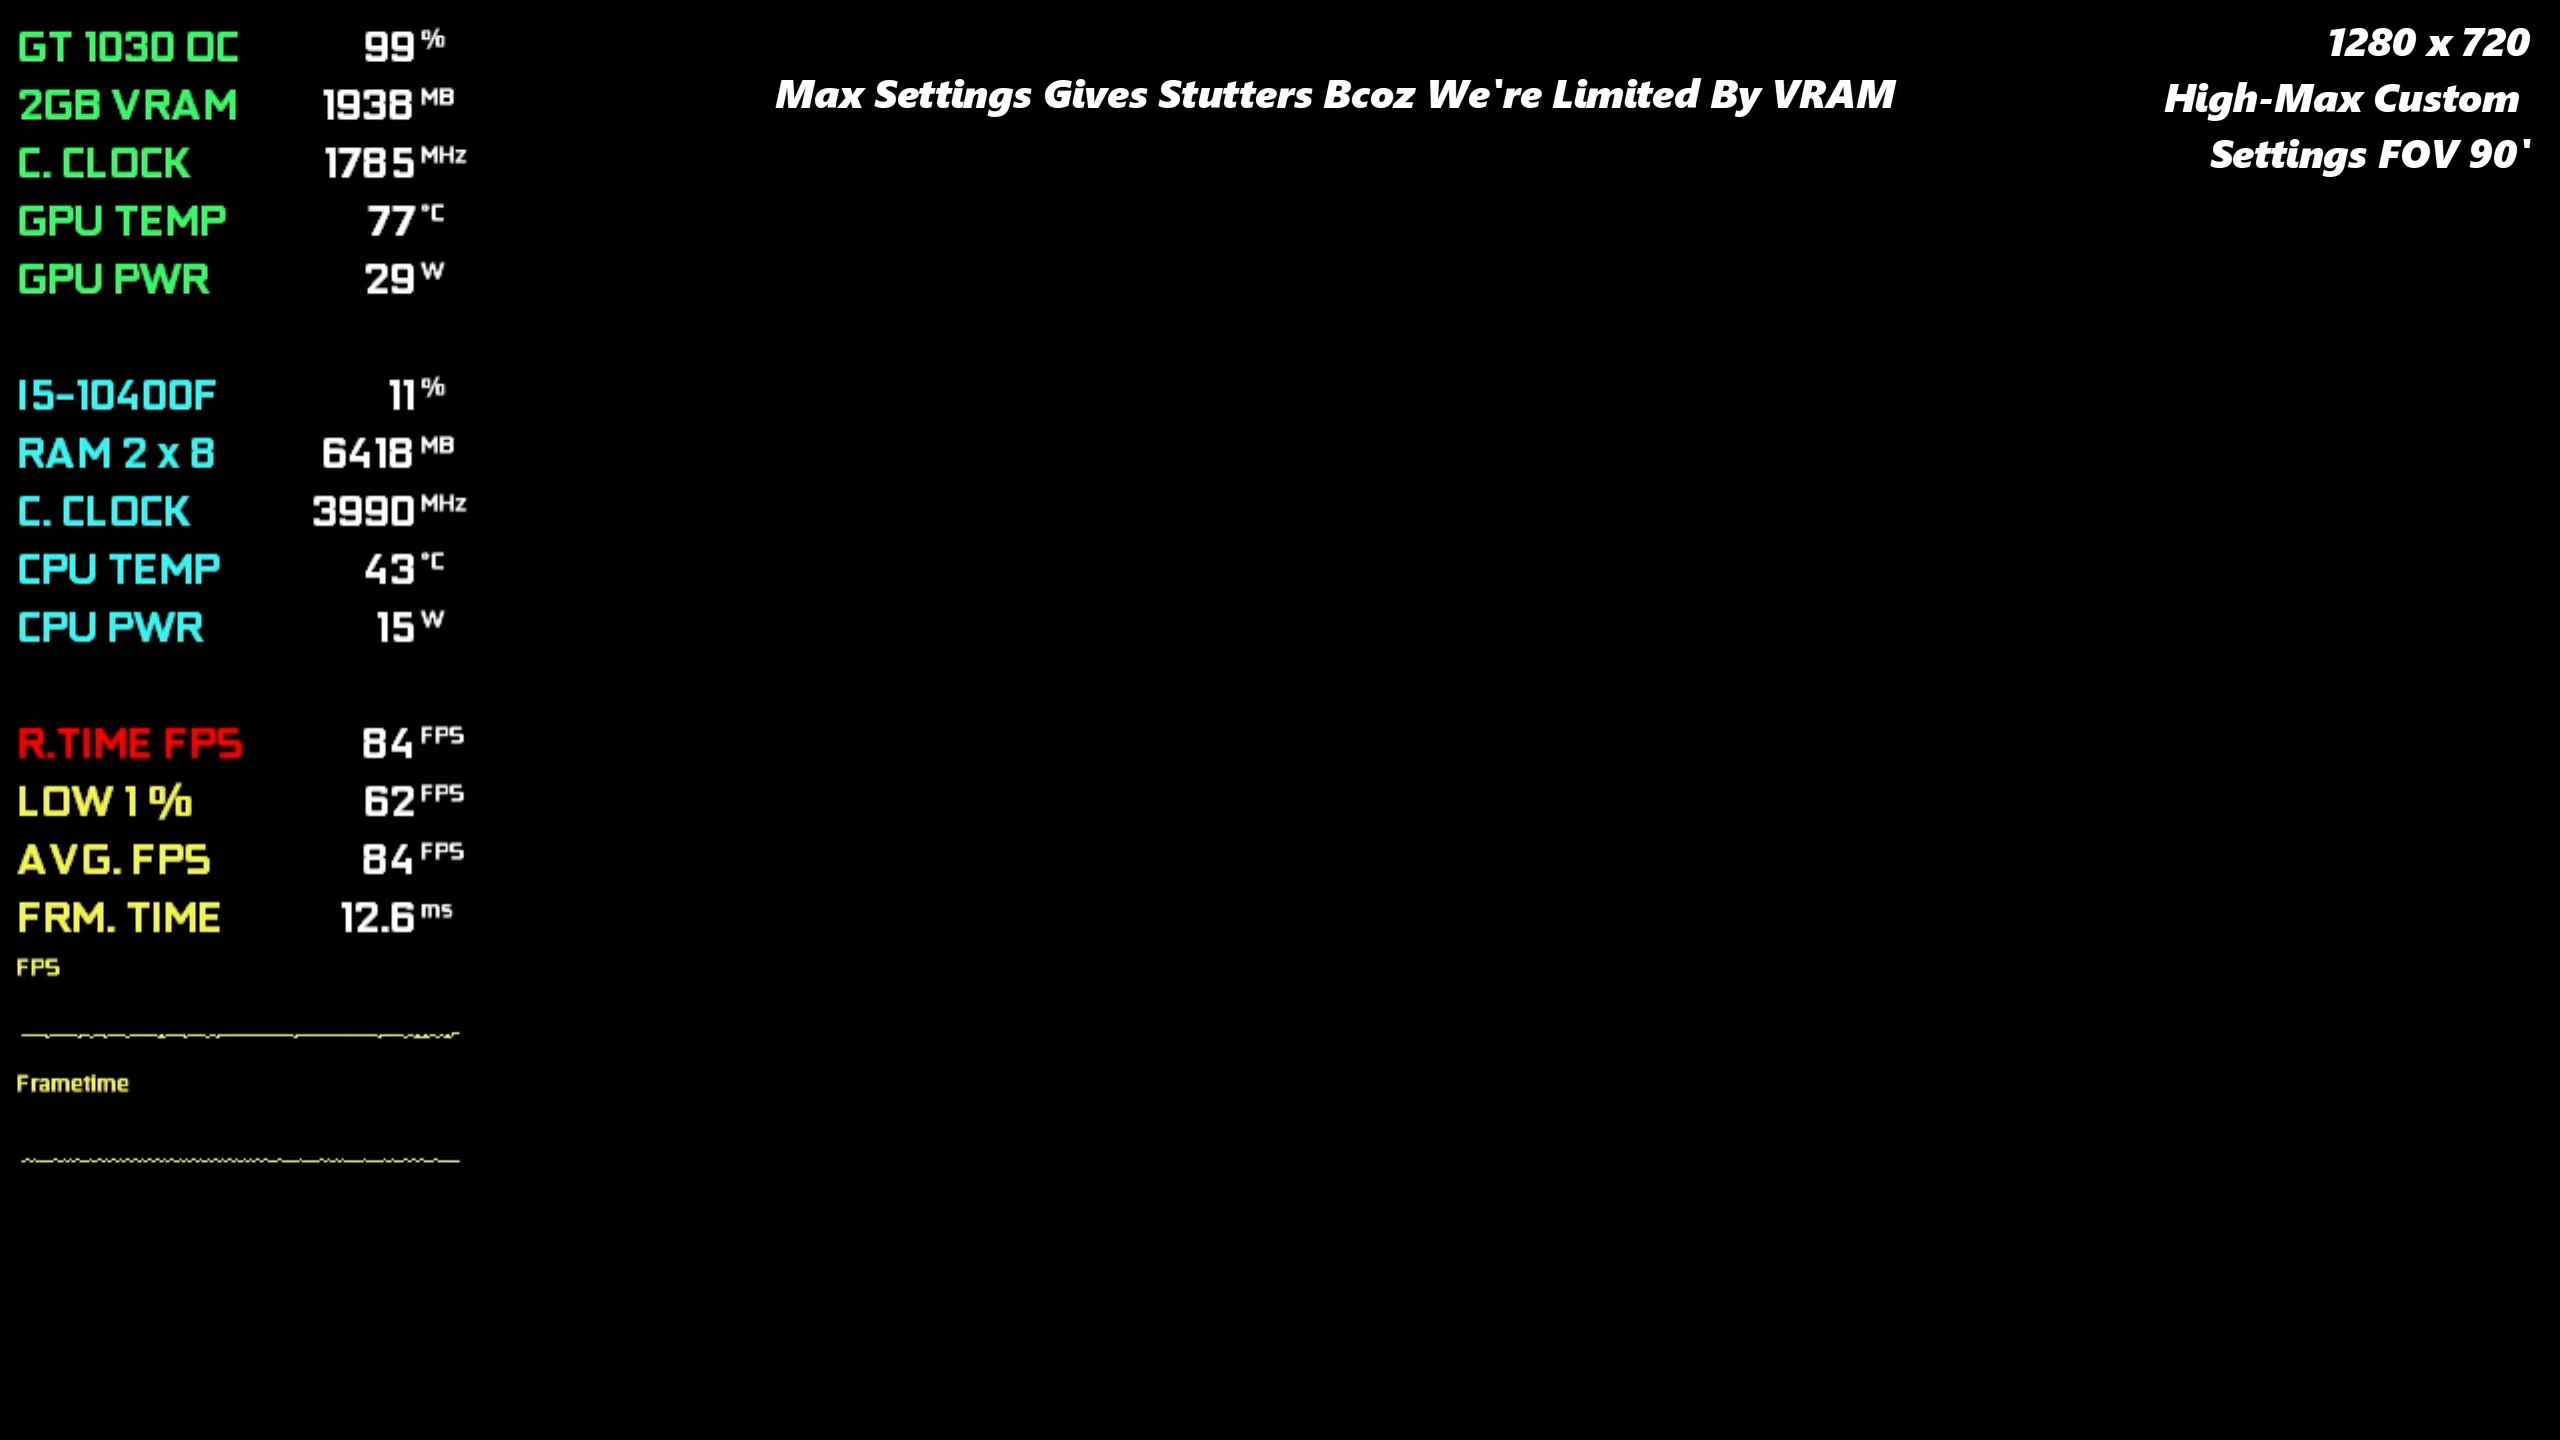 GT 1030 OC 99 %
2GB VRAM 1938 MB
C. CLOCK 1785 MHz
GPU TEMP 77 °C
GPU PWR 29 W
I5-10400F 11 %
RAM 2 x 8 6418 MB
C. CLOCK 3990 MHz
CPU TEMP 43 °C
CPU PWR 15 W
R.TIME FPS 84 FPS
LOW 1 % 62 FPS
AVG. FPS 84 FPS
FRM. TIME 12.6 ms
FPS
Frametime
Max Settings Gives Stutters Bcoz We're Limited By VRAM
1280 x 720
High-Max Custom
Settings FOV 90'